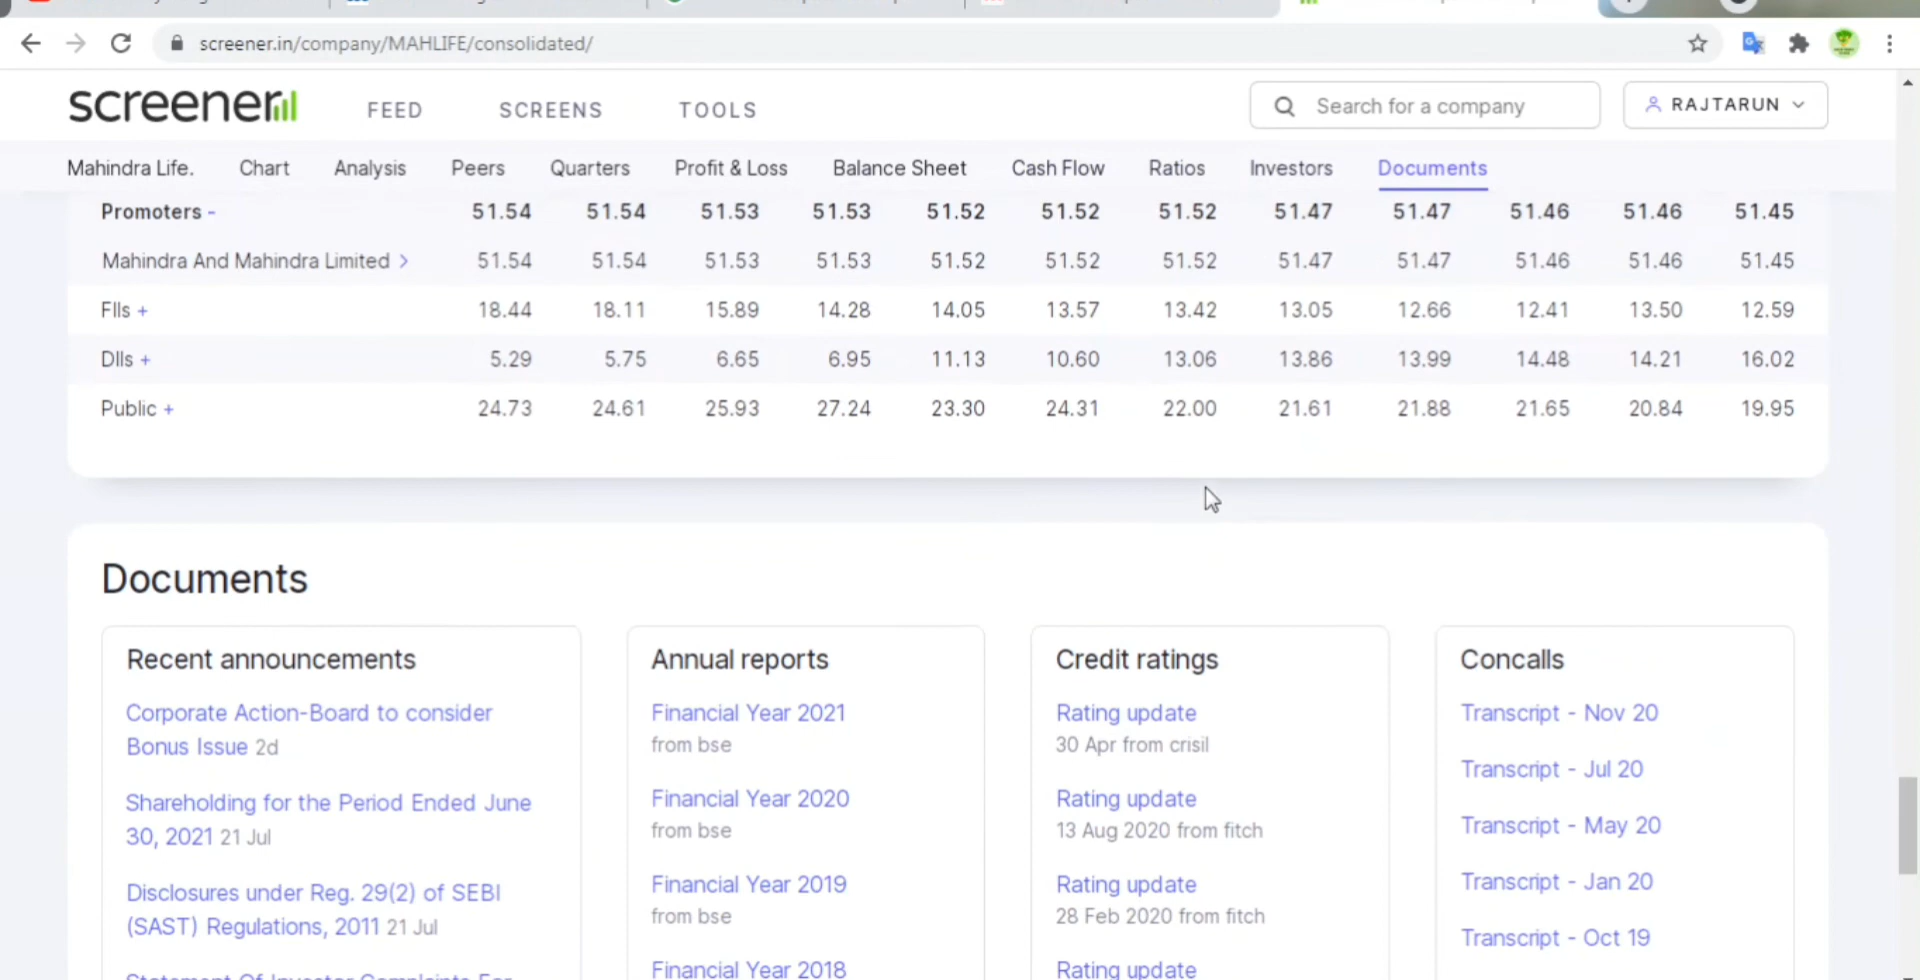 screener.in/company/MAHLIFE/consolidated/
screener
FEED SCREENS TOOLS
Search for a company
RAJTARUN
Mahindra Life. Chart Analysis Peers Quarters Profit & Loss Balance Sheet Cash Flow Ratios Investors Documents
Promoters - 51.54 51.54 51.53 51.53 51.52 51.52 51.52 51.47 51.47 51.46 51.46 51.45
Mahindra And Mahindra Limited > 51.54 51.54 51.53 51.53 51.52 51.52 51.52 51.47 51.47 51.46 51.46 51.45
FIIs + 18.44 18.11 15.89 14.28 14.05 13.57 13.42 13.05 12.66 12.41 13.50 12.59
DIIs + 5.29 5.75 6.65 6.95 11.13 10.60 13.06 13.86 13.99 14.48 14.21 16.02
Public + 24.73 24.61 25.93 27.24 23.30 24.31 22.00 21.61 21.88 21.65 20.84 19.95
Documents
Recent announcements
Corporate Action-Board to consider
Bonus Issue 2d
Shareholding for the Period Ended June
30, 2021 21 Jul
Disclosures under Reg. 29(2) of SEBI
(SAST) Regulations, 2011 21 Jul
Statement Of Investor Complaints For
Annual reports
Financial Year 2021
from bse
Financial Year 2020
from bse
Financial Year 2019
from bse
Financial Year 2018
Credit ratings
Rating update
30 Apr from crisil
Rating update
13 Aug 2020 from fitch
Rating update
28 Feb 2020 from fitch
Rating update
Concalls
Transcript - Nov 20
Transcript - Jul 20
Transcript - May 20
Transcript - Jan 20
Transcript - Oct 19